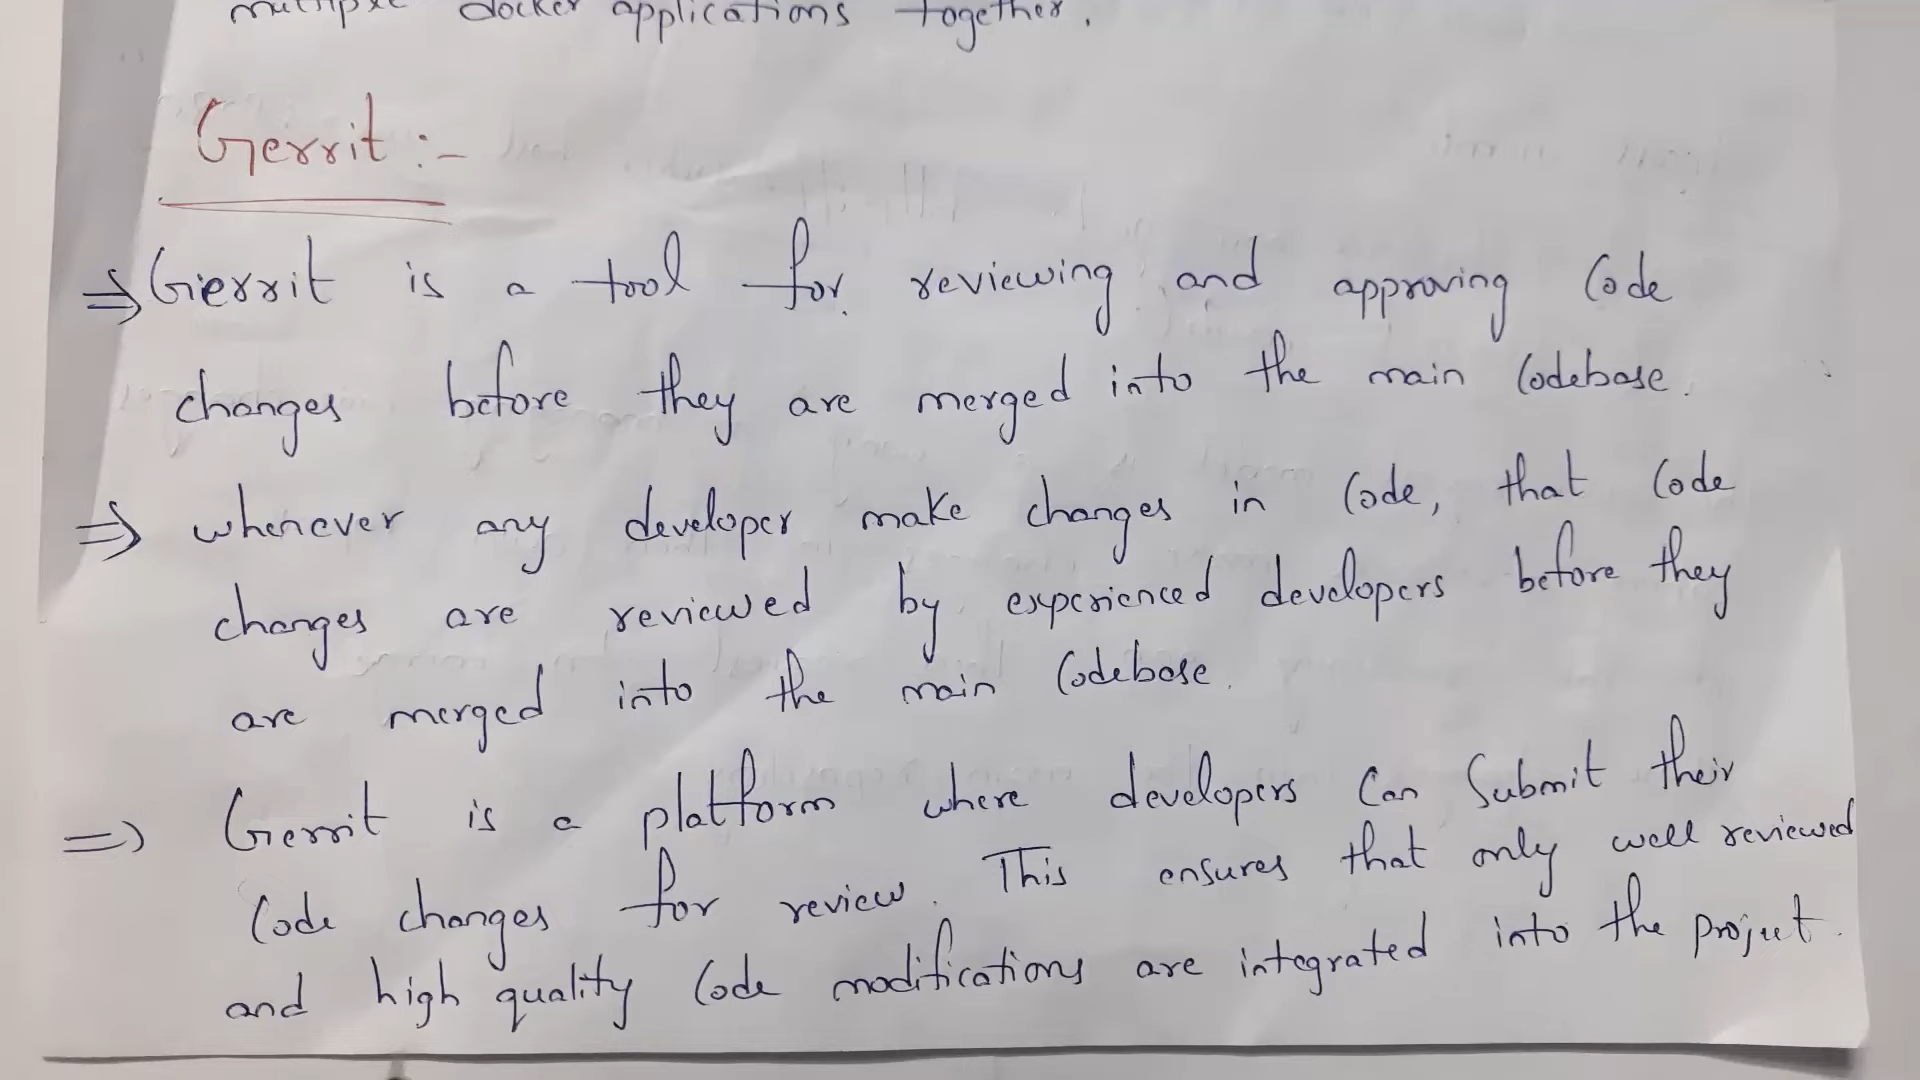 multiple docker applications together.
Gerrit :-
⇒ Gerrit is a tool for reviewing and approving Code
changes before they are merged into the main Codebase.
⇒ whenever any developer make changes in Code, that Code
changes are reviewed by experienced developers before they
are merged into the main Codebase.
⇒ Gerrit is a platform where developers Can Submit their
Code changes for review. This ensures that only well reviewed
and high quality Code modifications are integrated into the project.